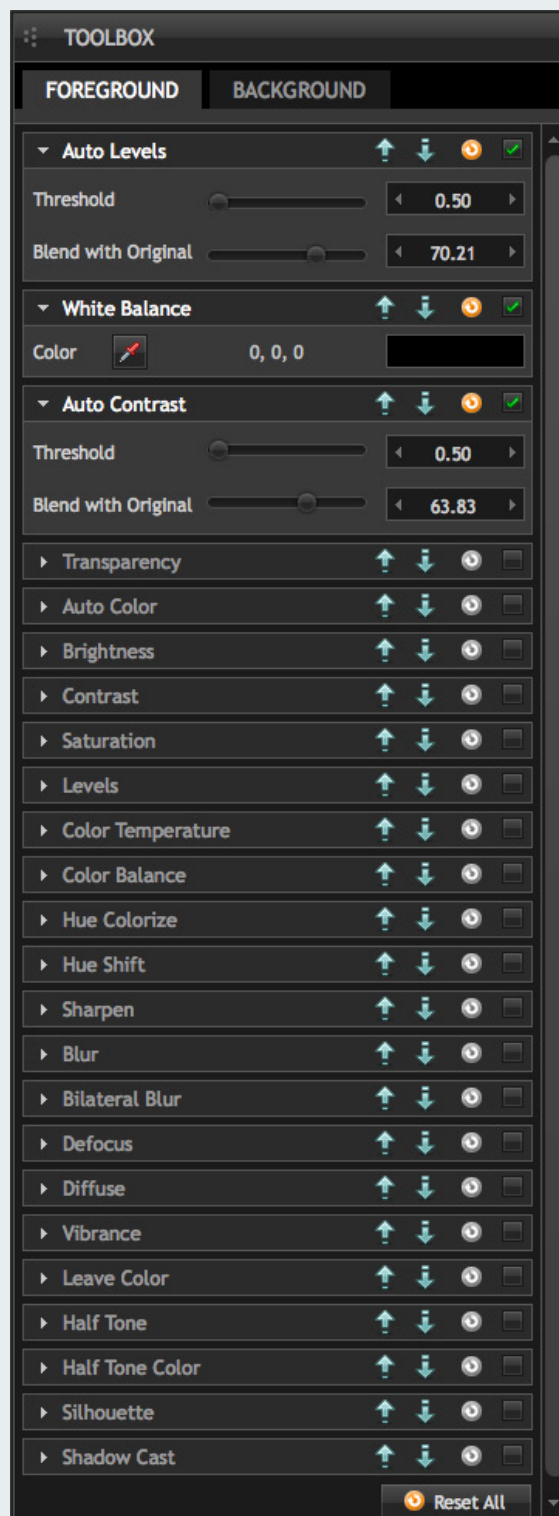 TOOLBOX
FOREGROUND BACKGROUND
Auto Levels
Threshold 0.50
Blend with Original 70.21
White Balance
Color 0, 0, 0
Auto Contrast
Threshold 0.50
Blend with Original 63.83
Transparency
Auto Color
Brightness
Contrast
Saturation
Levels
Color Temperature
Color Balance
Hue Colorize
Hue Shift
Sharpen
Blur
Bilateral Blur
Defocus
Diffuse
Vibrance
Leave Color
Half Tone
Half Tone Color
Silhouette
Shadow Cast
Reset All